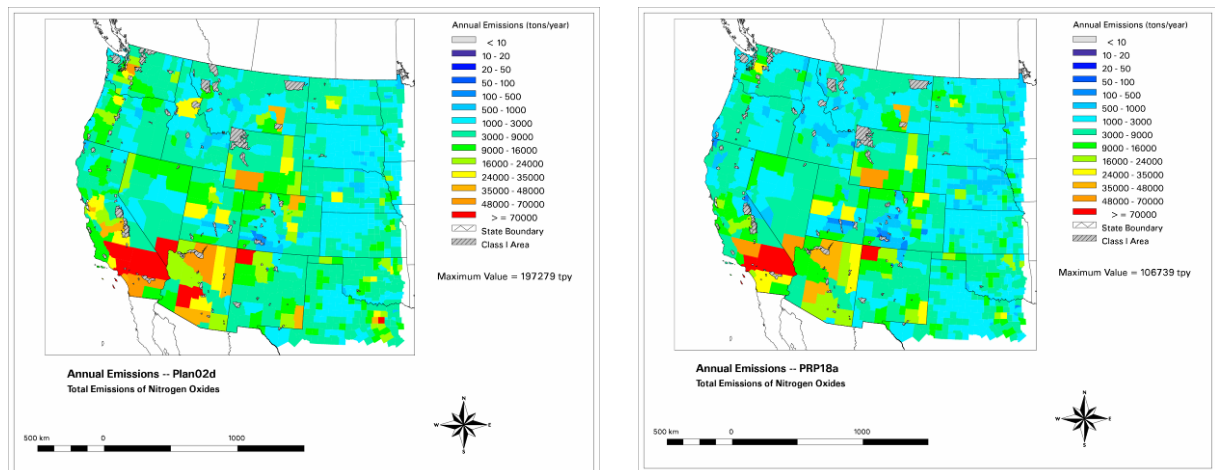 Annual Emissions (tons/year)
< 10
10 - 20
20 - 50
50 - 100
100 - 500
500 - 1000
1000 - 3000
3000 - 9000
9000 - 16000
16000 - 24000
24000 - 35000
35000 - 48000
48000 - 70000
> = 70000
State Boundary
Class I Area
Maximum Value = 197279 tpy
Annual Emissions -- Plan02d
Total Emissions of Nitrogen Oxides
N
W E
S
500 km 0 1000
Annual Emissions (tons/year)
< 10
10 - 20
20 - 50
50 - 100
100 - 500
500 - 1000
1000 - 3000
3000 - 9000
9000 - 16000
16000 - 24000
24000 - 35000
35000 - 48000
48000 - 70000
> = 70000
State Boundary
Class I Area
Maximum Value = 106739 tpy
Annual Emissions -- PRP18a
Total Emissions of Nitrogen Oxides
N
W E
S
500 km 0 1000